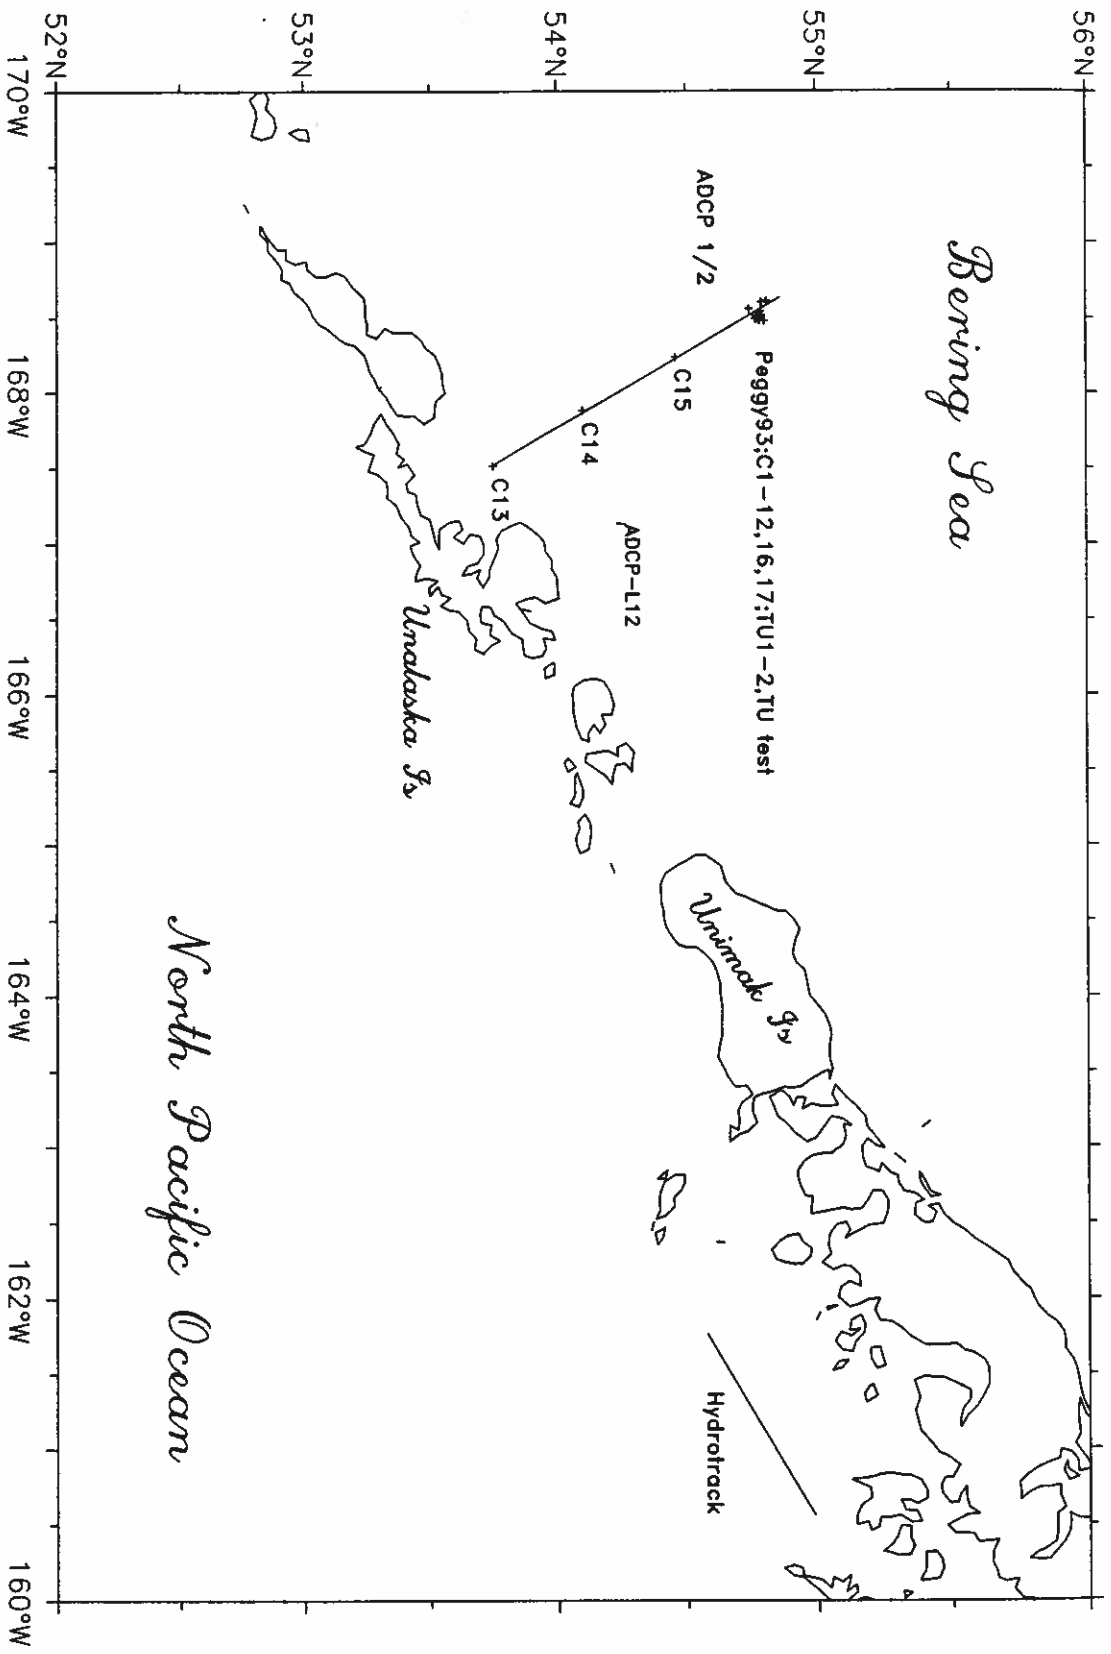 Bering Sea
56°N
55°N
54°N
53°N
52°N
ADCP 1/2
Peggy93;C1-12,16,17;TU1-2,TU test
C15
C14
C13
ADCP-L12
Unalaska Is
Unimak Is
Hydrotrack
North Pacific Ocean
170°W
168°W
166°W
164°W
162°W
160°W